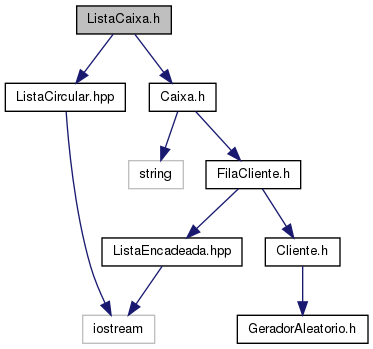 ListaCaixa.h
ListaCircular.hpp
Caixa.h
string
FilaCliente.h
ListaEncadeada.hpp
Cliente.h
iostream
GeradorAleatorio.h